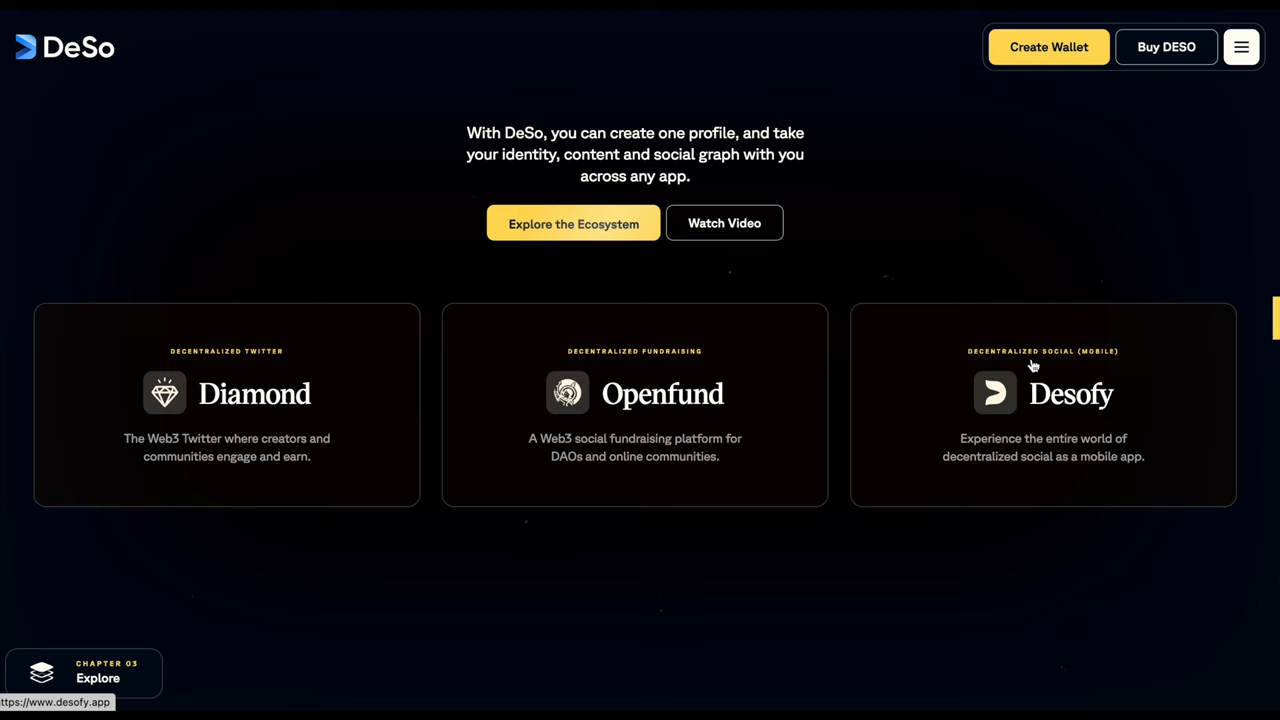 DeSo
Create Wallet
Buy DESO
With DeSo, you can create one profile, and take
your identity, content and social graph with you
across any app.
Explore the Ecosystem
Watch Video
DECENTRALIZED TWITTER
Diamond
The Web3 Twitter where creators and
communities engage and earn.
DECENTRALIZED FUNDRAISING
Openfund
A Web3 social fundraising platform for
DAOs and online communities.
DECENTRALIZED SOCIAL (MOBILE)
Desofy
Experience the entire world of
decentralized social as a mobile app.
CHAPTER 03
Explore
ttps://www.desofy.app